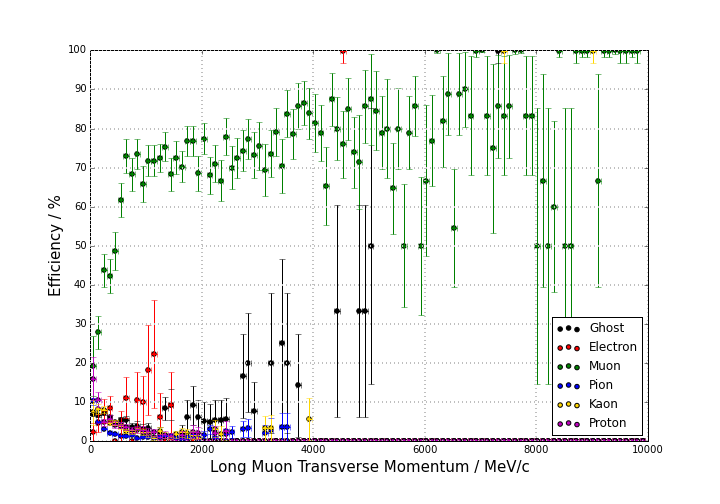 100
90
80
70
60
50
40
30
20
10
0
Efficiency / %
0 2000 4000 6000 8000 10000
Long Muon Transverse Momentum / MeV/c
Ghost
Electron
Muon
Pion
Kaon
Proton